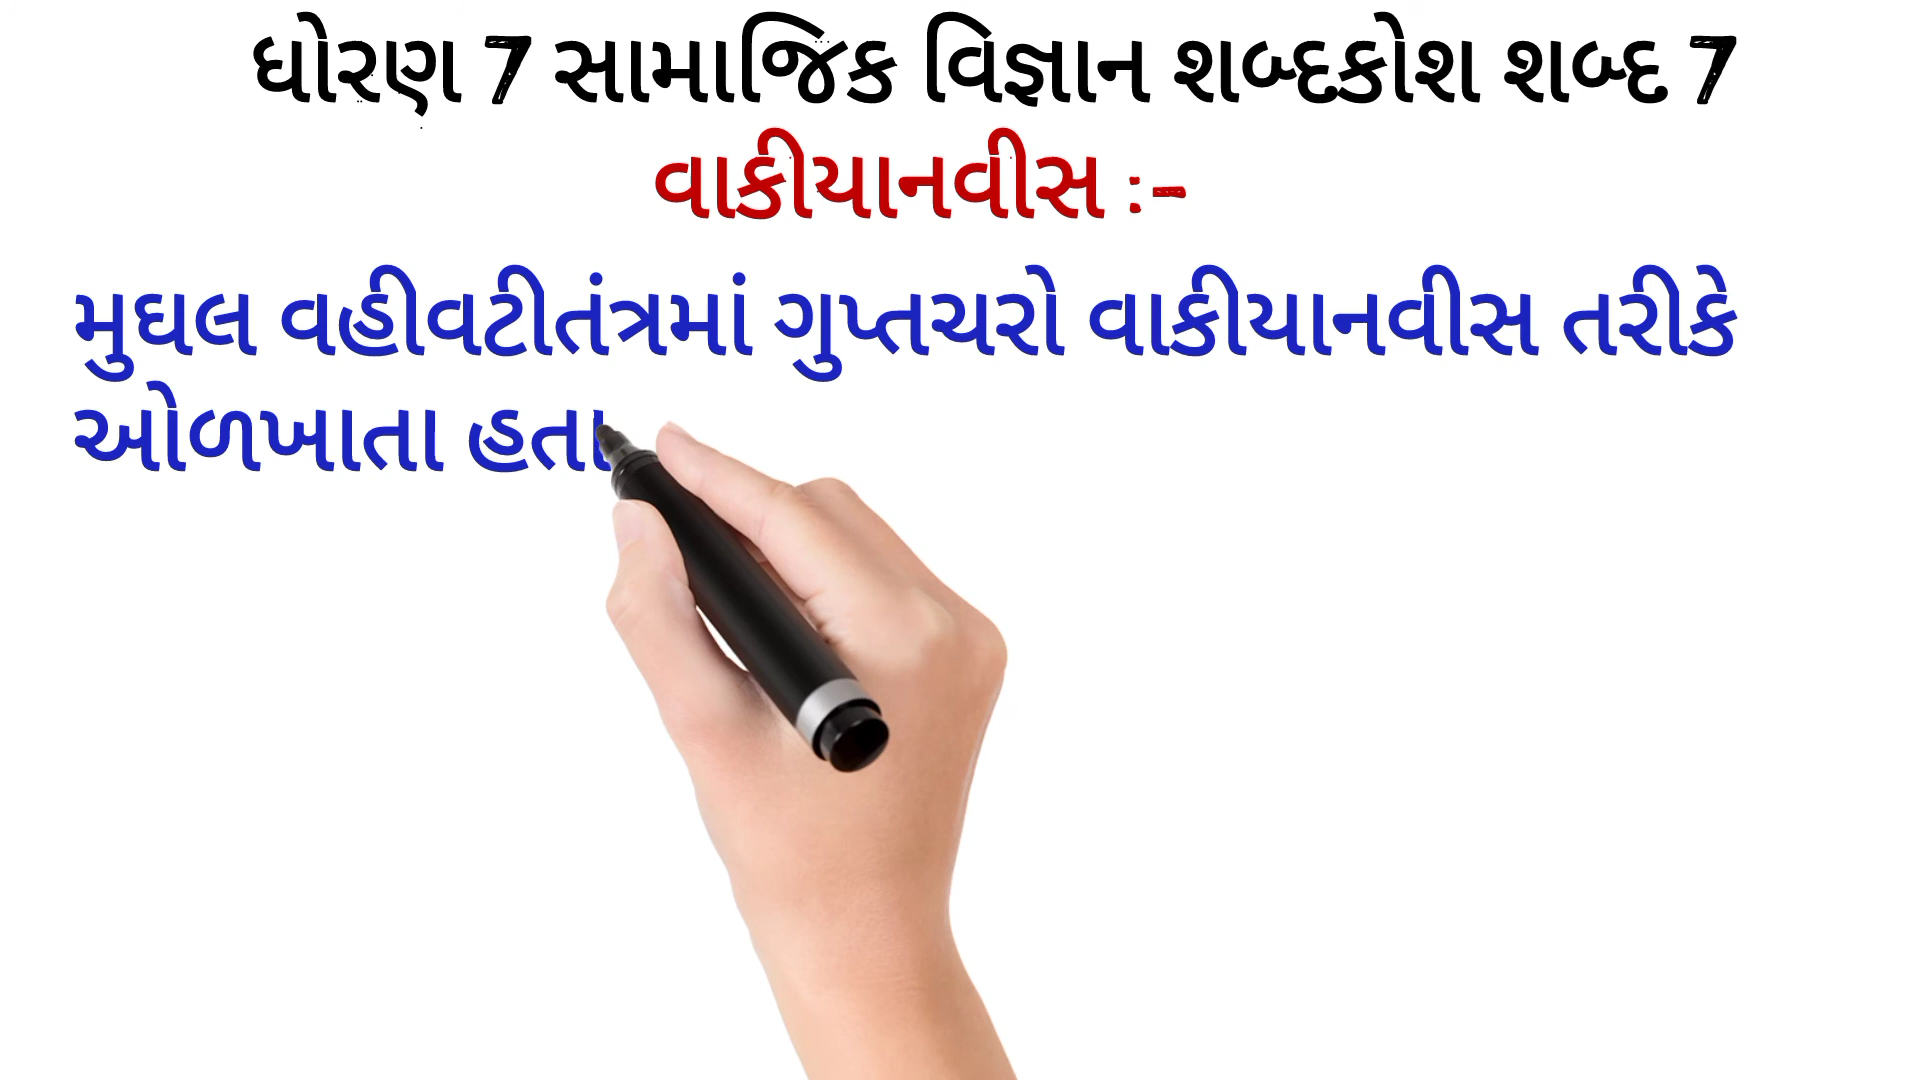 ધોરણ 7 સામાજિક વિજ્ઞાન શબ્દકોશ શબ્દ 7
વાકીયાનવીસ :-
મુઘલ વહીવટીતંત્રમાં ગુપ્તચરો વાકીયાનવીસ તરીકે
ઓળખાતા હતા